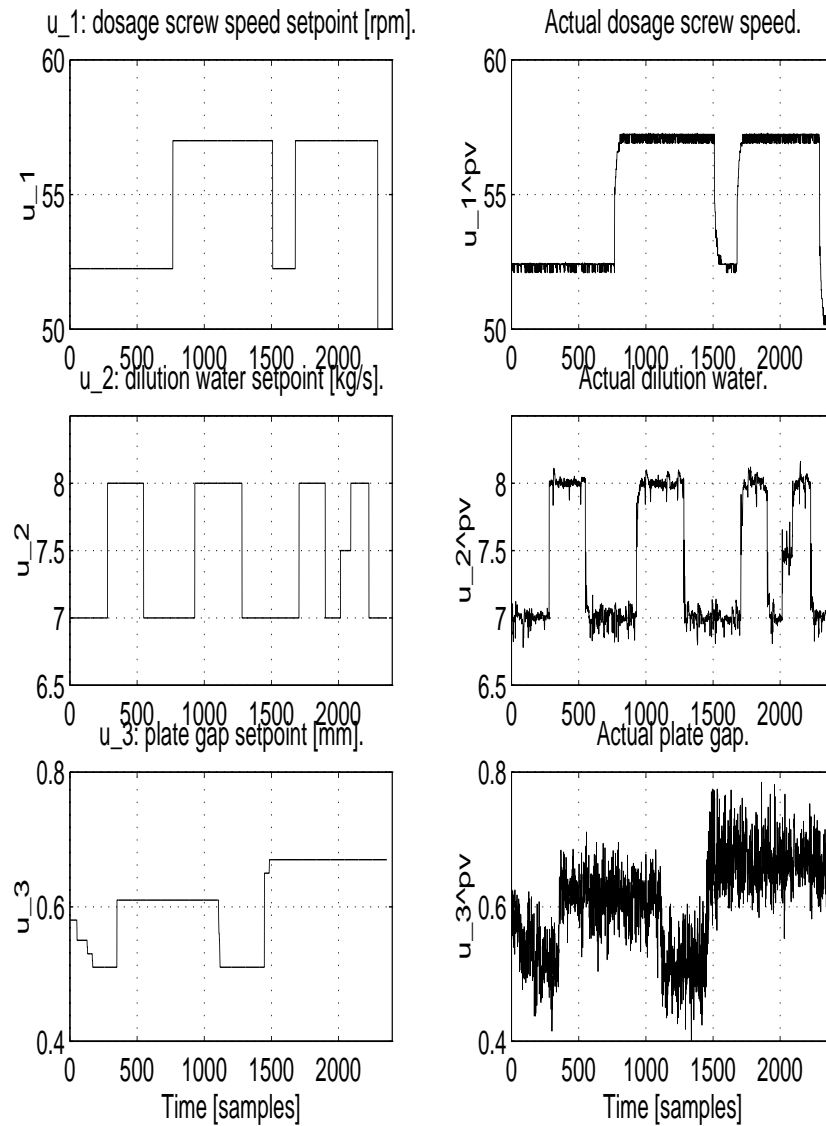 u_1: dosage screw speed setpoint [rpm].
Actual dosage screw speed.
60
55
50
u_1
0 500 1000 1500 2000
60
55
50
u_1^pv
0 500 1000 1500 2000
u_2: dilution water setpoint [kg/s].
Actual dilution water.
8
7.5
7
6.5
u_2
0 500 1000 1500 2000
8
7.5
7
6.5
u_2^pv
0 500 1000 1500 2000
u_3: plate gap setpoint [mm].
Actual plate gap.
0.8
0.6
0.4
u_3
0 500 1000 1500 2000
Time [samples]
0.8
0.6
0.4
u_3^pv
0 500 1000 1500 2000
Time [samples]